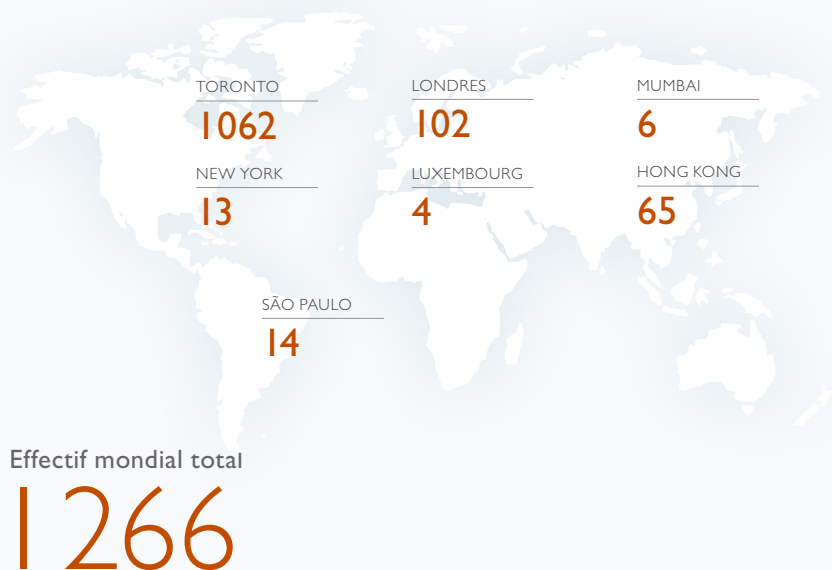 TORONTO
1062
LONDRES
102
MUMBAI
6
NEW YORK
13
LUXEMBOURG
4
HONG KONG
65
SÃO PAULO
14
Effectif mondial total
1266